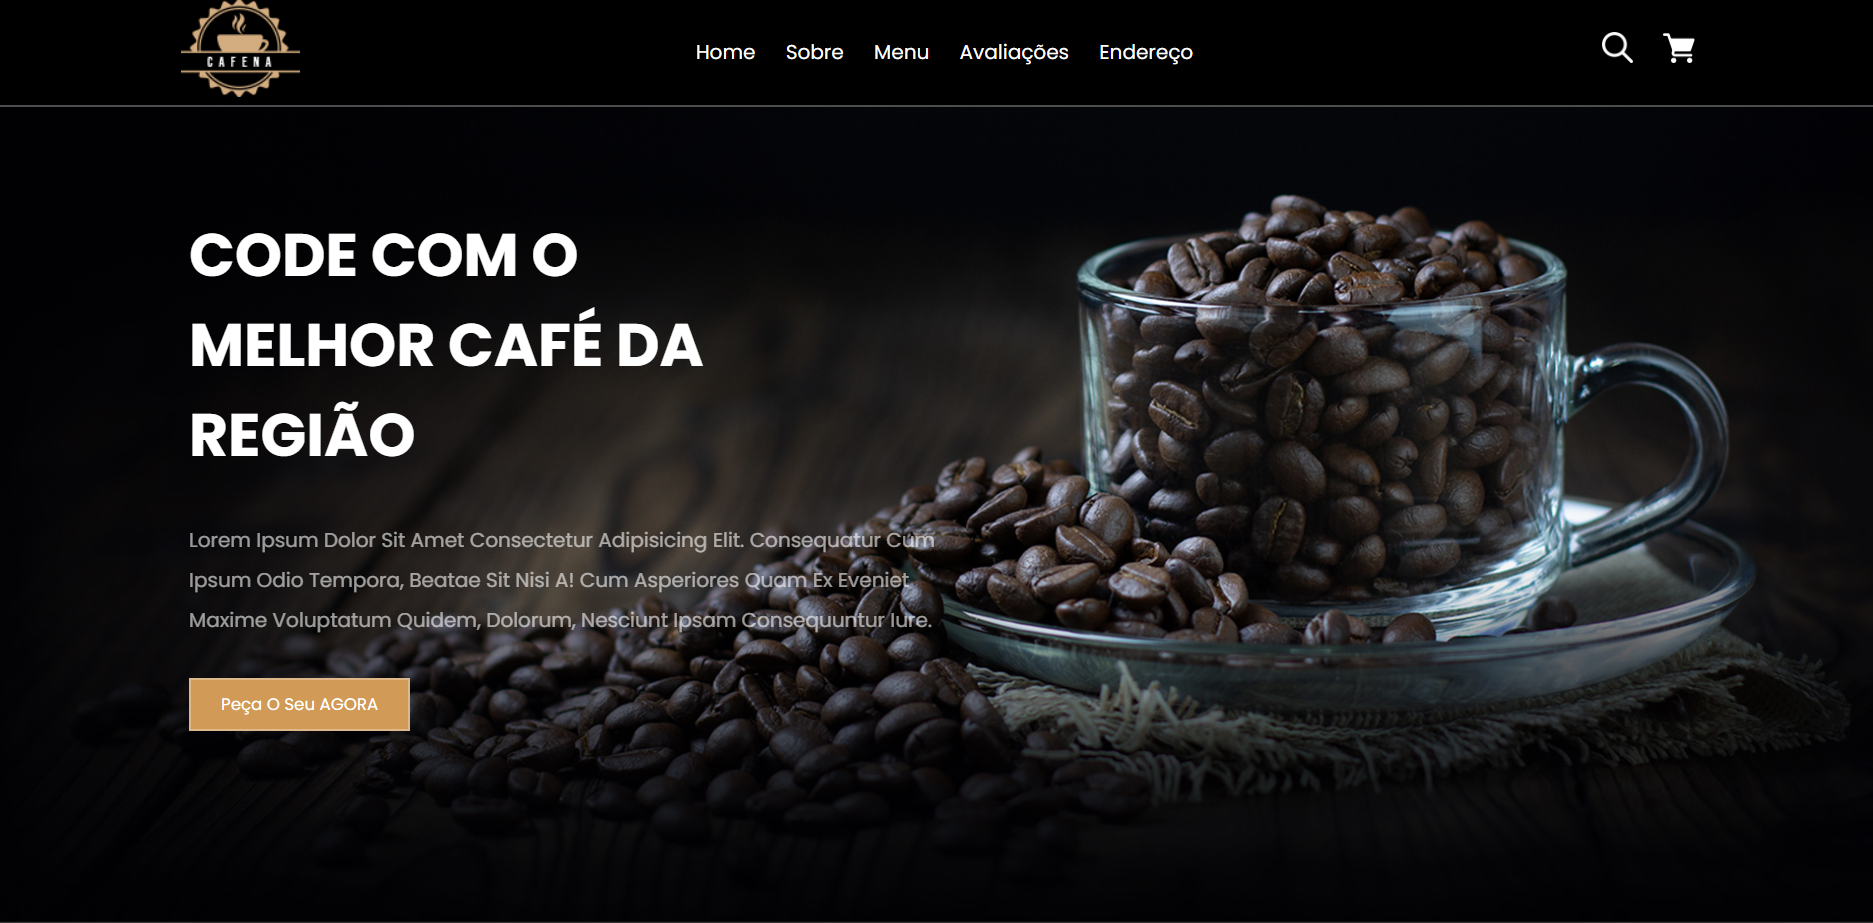 CAFENA
Home Sobre Menu Avaliações Endereço
CODE COM O
MELHOR CAFÉ DA
REGIÃO
Lorem Ipsum Dolor Sit Amet Consectetur Adipisicing Elit. Consequatur Cum
Ipsum Odio Tempora, Beatae Sit Nisi A! Cum Asperiores Quam Ex Eveniet
Maxime Voluptatum Quidem, Dolorum, Nesciunt Ipsam Consequuntur Iure.
Peça O Seu AGORA